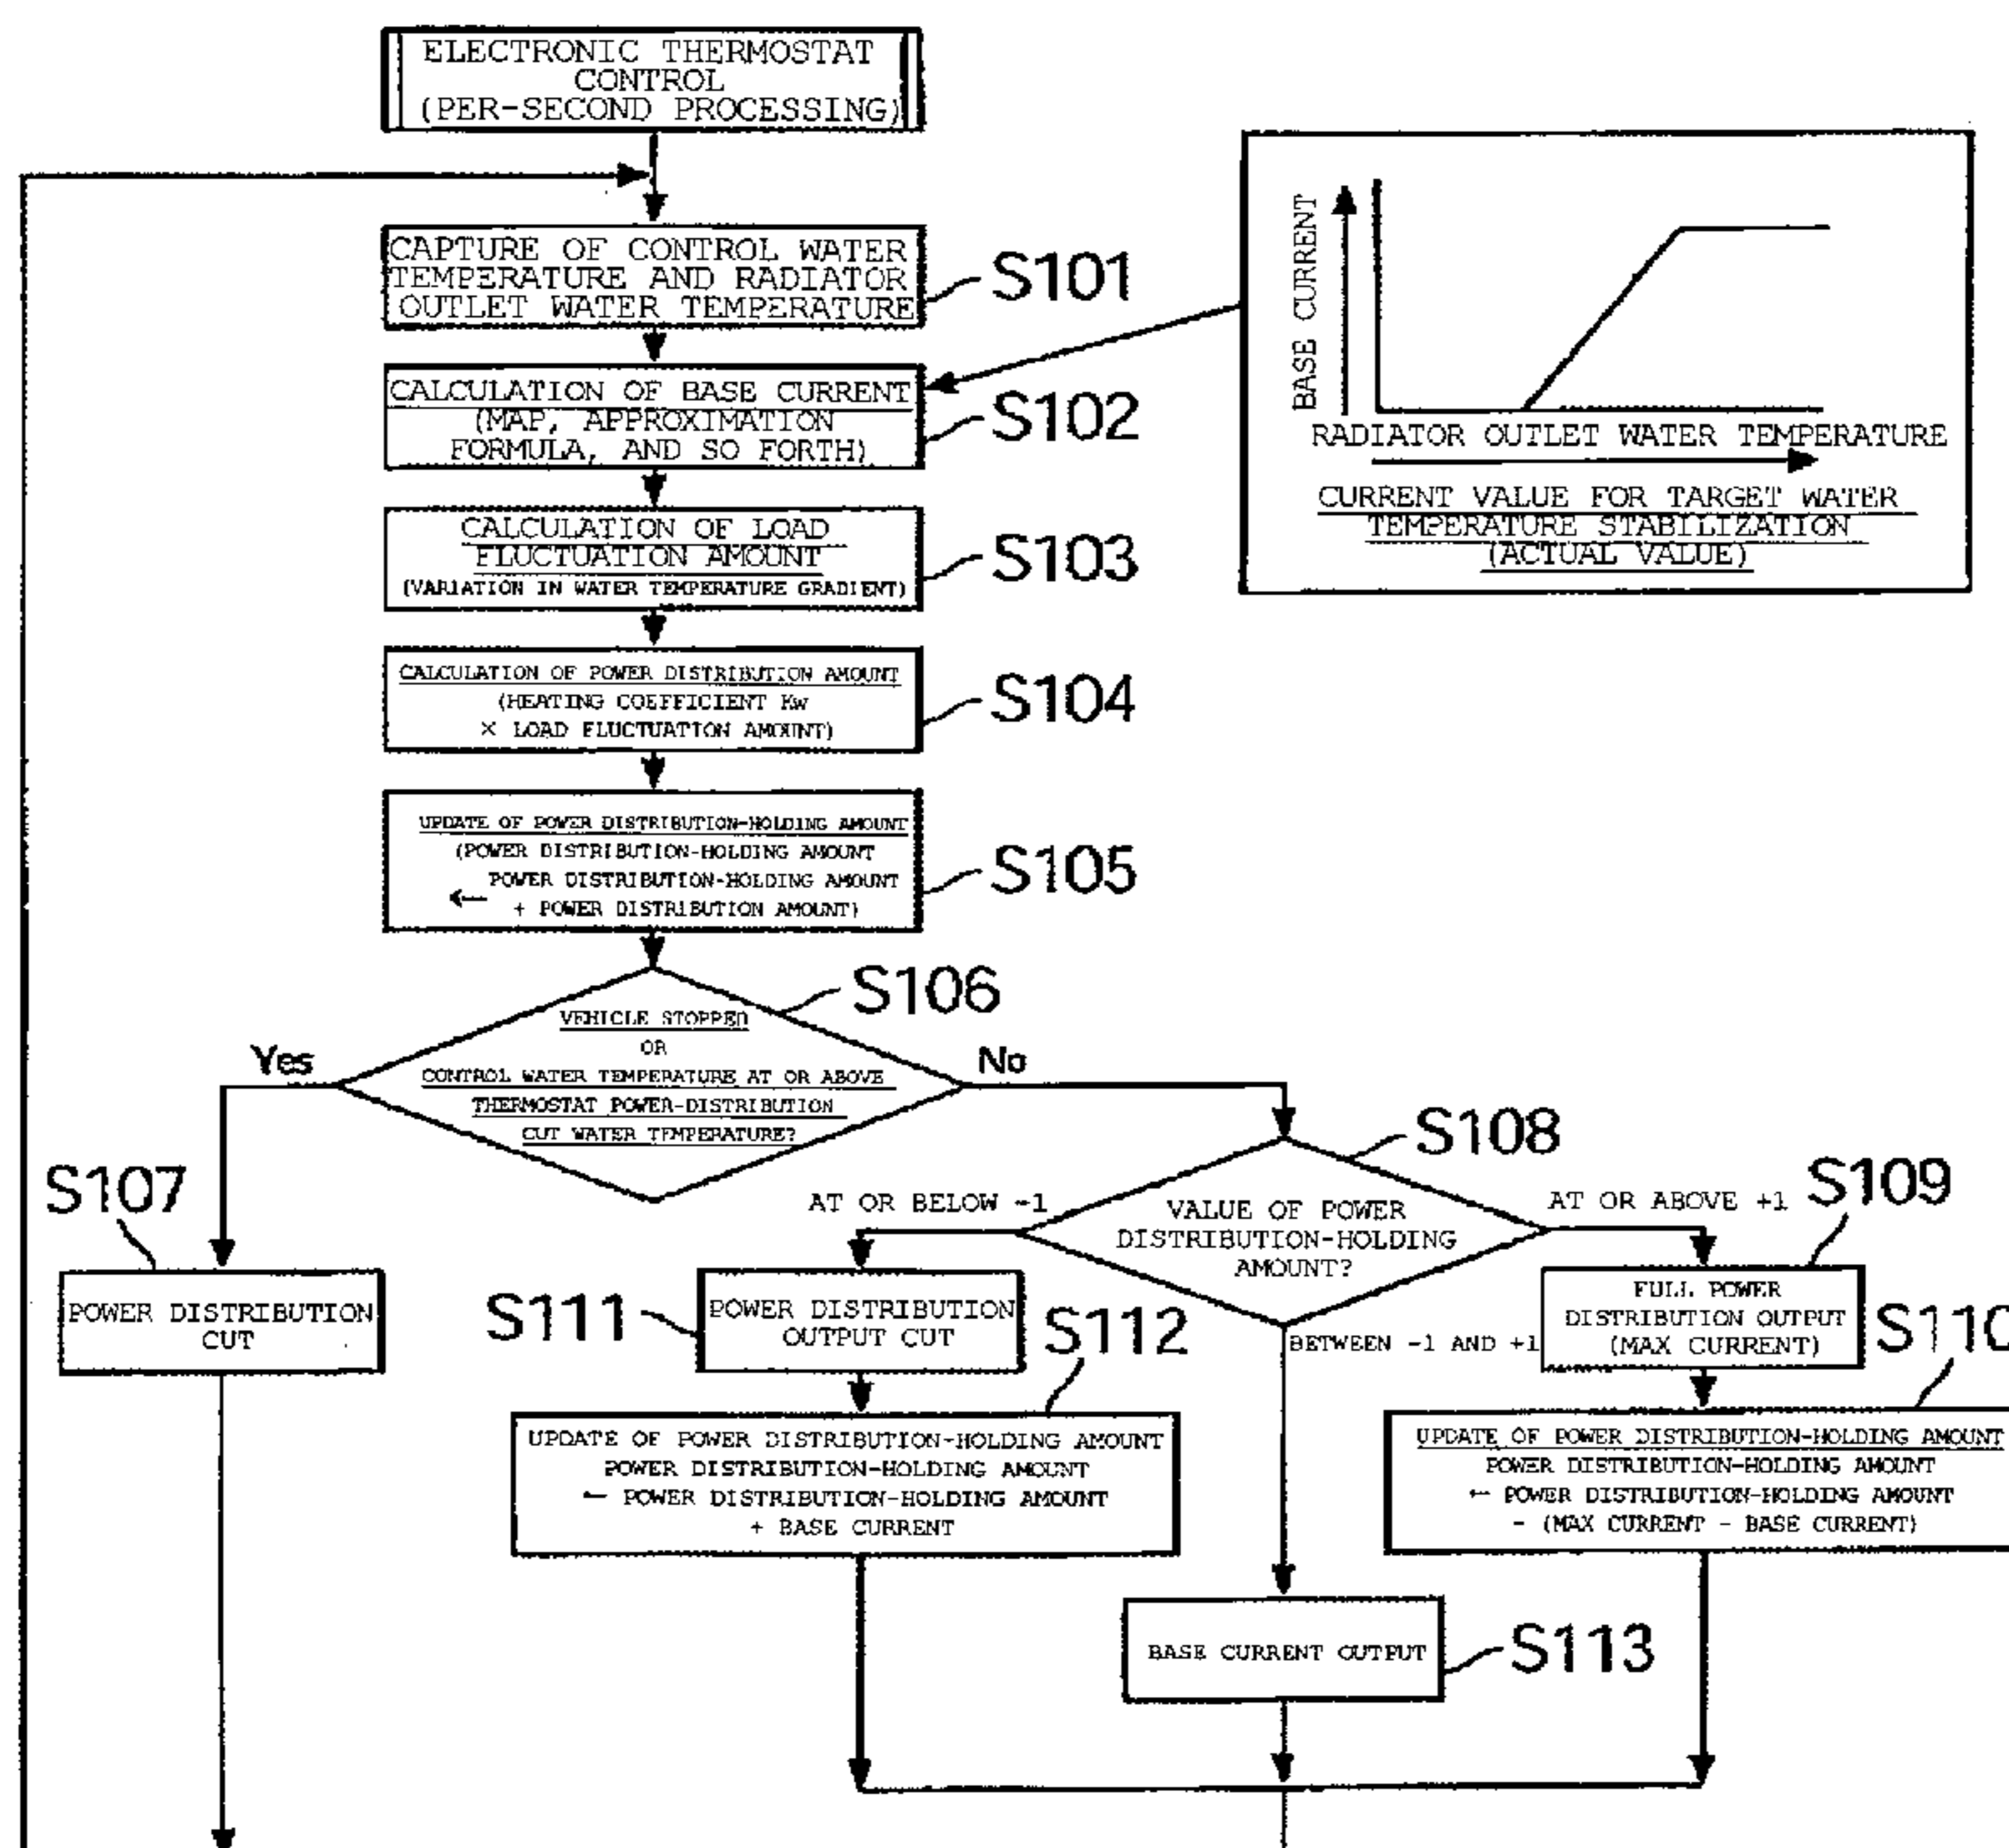 ELECTRONIC THERMOSTAT
CONTROL
(PER-SECOND PROCESSING)
CAPTURE OF CONTROL WATER
TEMPERATURE AND RADIATOR
OUTLET WATER TEMPERATURE
S101
CALCULATION OF BASE CURRENT
(MAP, APPROXIMATION
FORMULA, AND SO FORTH)
S102
BASE CURRENT
RADIATOR OUTLET WATER TEMPERATURE
CURRENT VALUE FOR TARGET WATER
TEMPERATURE STABILIZATION
(ACTUAL VALUE)
CALCULATION OF LOAD
FLUCTUATION AMOUNT
(VARIATION IN WATER TEMPERATURE GRADIENT)
S103
CALCULATION OF POWER DISTRIBUTION AMOUNT
(HEATING COEFFICIENT Kw
× LOAD FLUCTUATION AMOUNT)
S104
UPDATE OF POWER DISTRIBUTION-HOLDING AMOUNT
(POWER DISTRIBUTION-HOLDING AMOUNT
← POWER DISTRIBUTION-HOLDING AMOUNT
+ POWER DISTRIBUTION AMOUNT)
S105
S106
VEHICLE STOPPED
OR
CONTROL WATER TEMPERATURE AT OR ABOVE
THERMOSTAT POWER-DISTRIBUTION
CUT WATER TEMPERATURE?
Yes
No
S107
POWER DISTRIBUTION
CUT
S108
VALUE OF POWER
DISTRIBUTION-HOLDING
AMOUNT?
AT OR BELOW -1
AT OR ABOVE +1
BETWEEN -1 AND +1
S109
FULL POWER
DISTRIBUTION OUTPUT
(MAX CURRENT)
S110
UPDATE OF POWER DISTRIBUTION-HOLDING AMOUNT
POWER DISTRIBUTION-HOLDING AMOUNT
← POWER DISTRIBUTION-HOLDING AMOUNT
- (MAX CURRENT - BASE CURRENT)
S111
POWER DISTRIBUTION
OUTPUT CUT
S112
UPDATE OF POWER DISTRIBUTION-HOLDING AMOUNT
POWER DISTRIBUTION-HOLDING AMOUNT
← POWER DISTRIBUTION-HOLDING AMOUNT
+ BASE CURRENT
BASE CURRENT OUTPUT
S113